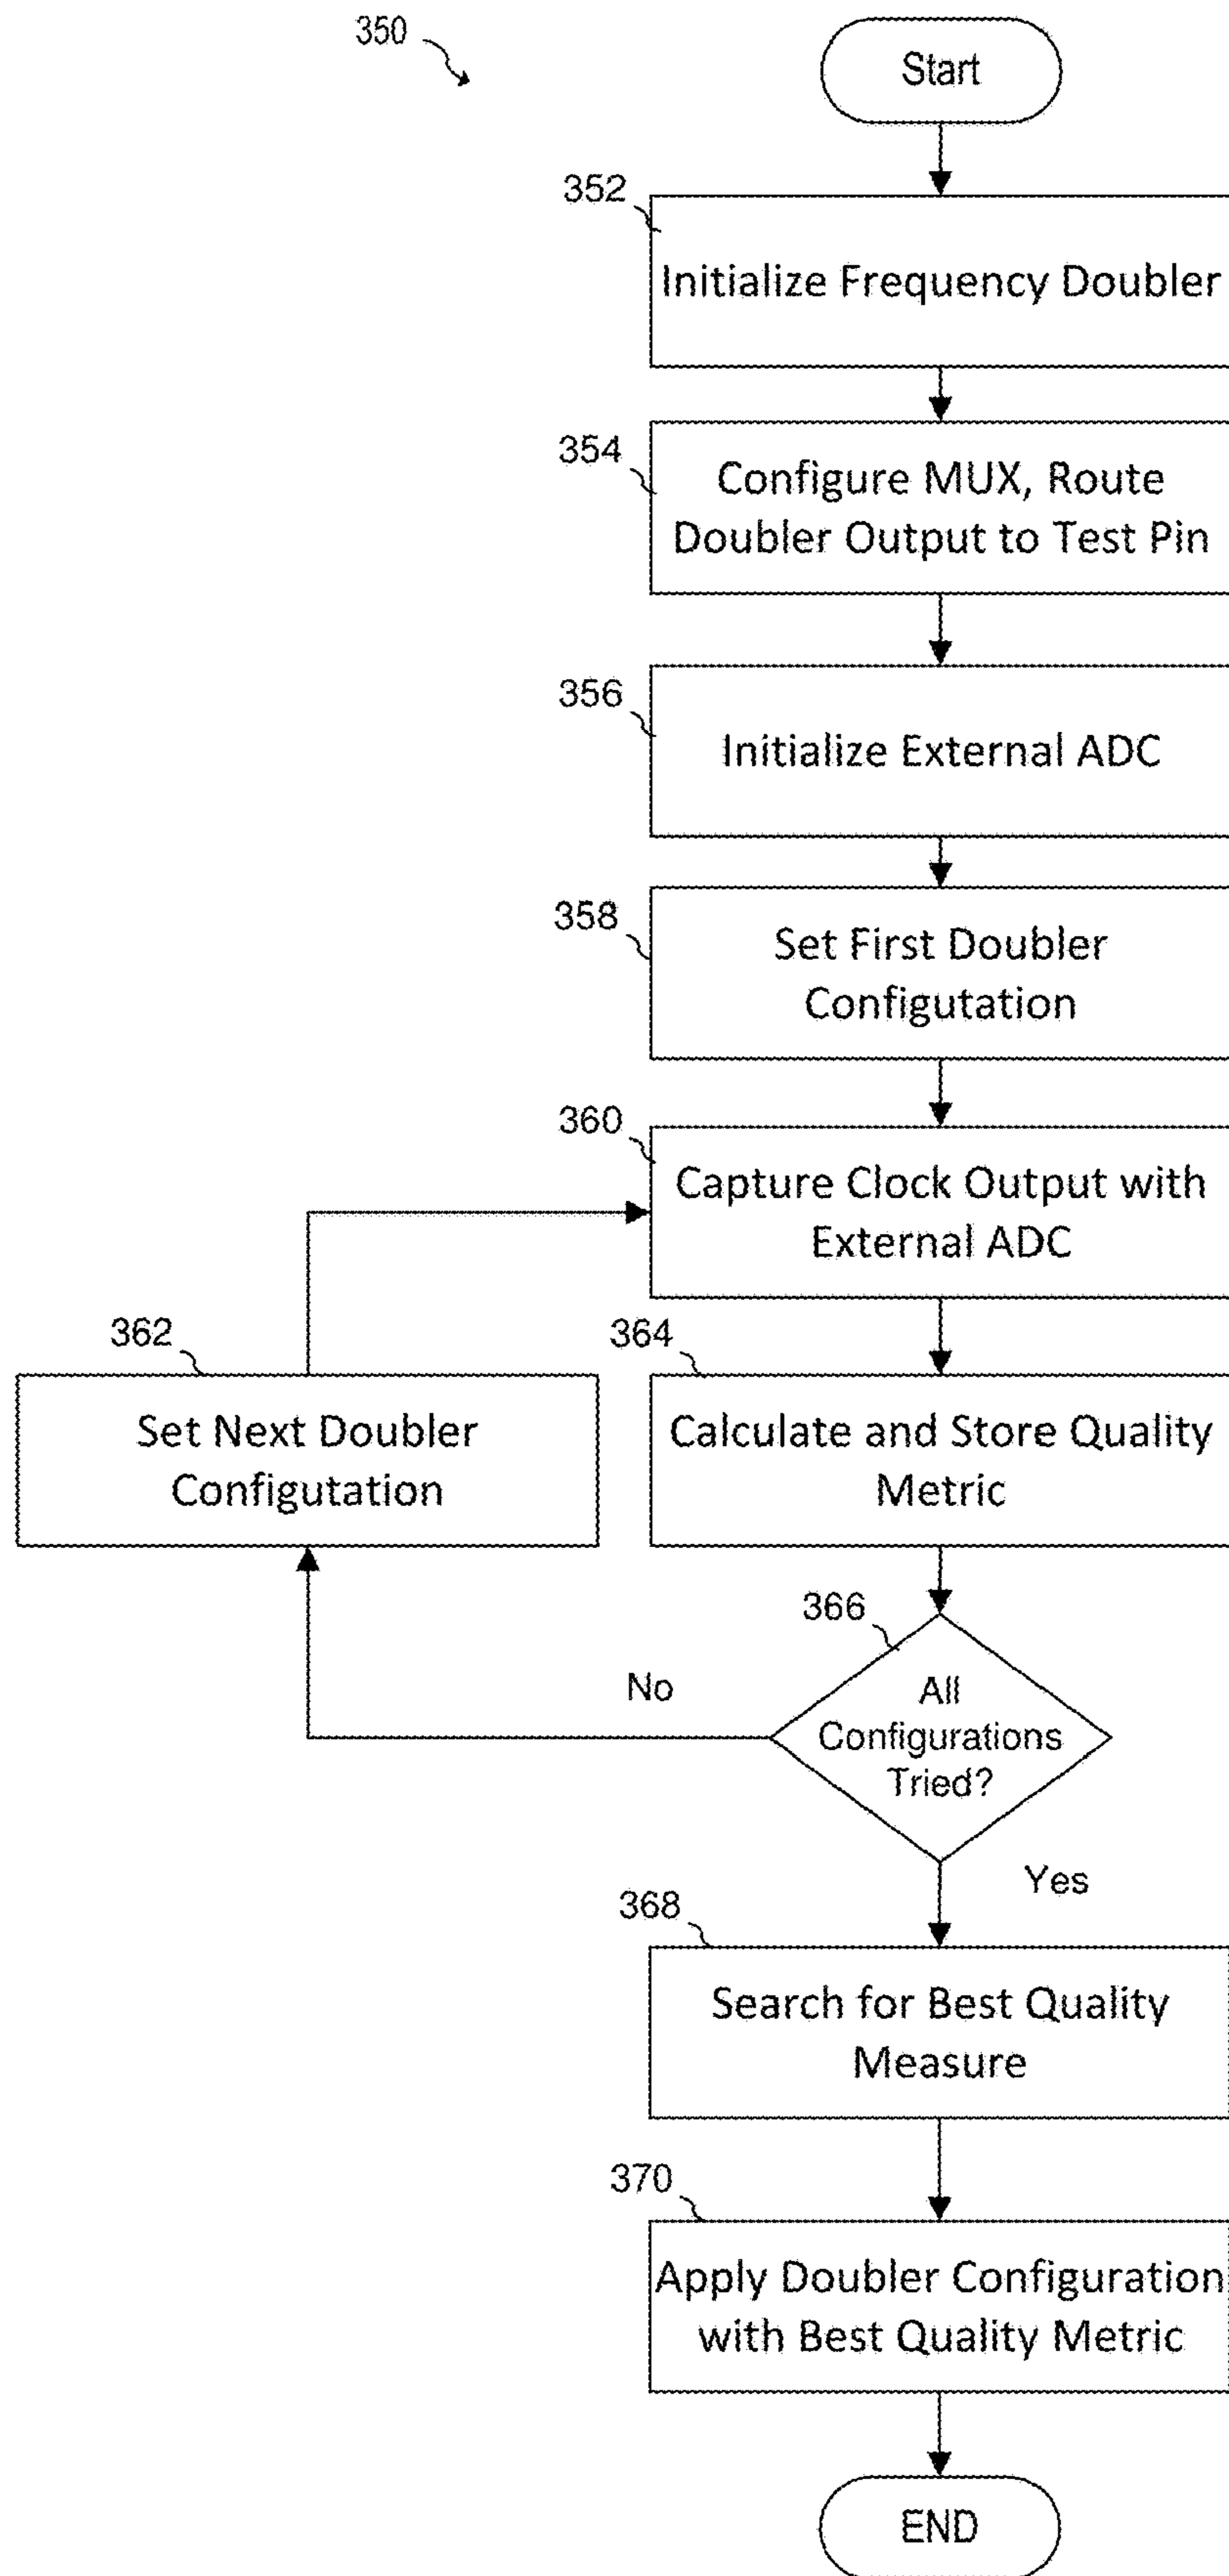 350
Start
352
Initialize Frequency Doubler
354
Configure MUX, Route
Doubler Output to Test Pin
356
Initialize External ADC
358
Set First Doubler
Configutation
360
Capture Clock Output with
External ADC
362
Set Next Doubler
Configutation
364
Calculate and Store Quality
Metric
366
All
Configurations
Tried?
No
Yes
368
Search for Best Quality
Measure
370
Apply Doubler Configuration
with Best Quality Metric
END